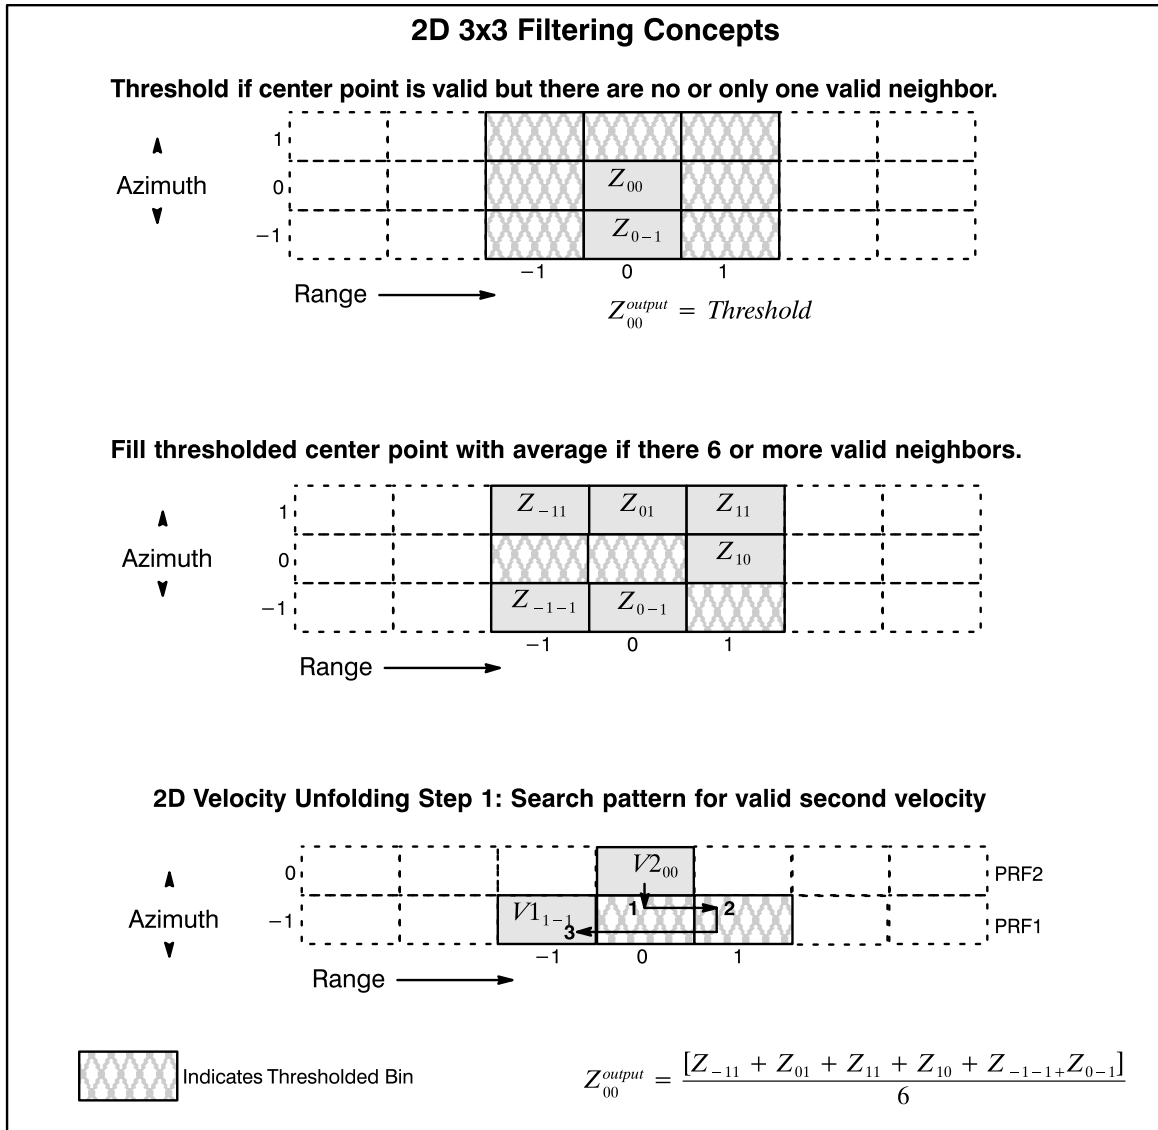 2D 3x3 Filtering Concepts
Threshold if center point is valid but there are no or only one valid neighbor.
1
Azimuth
0
Z00
−1
Z0−1
−1 0 1
Range
Z00^output = Threshold
Fill thresholded center point with average if there 6 or more valid neighbors.
1
Z−11 Z01 Z11
Azimuth
0
Z10
−1
Z−1−1 Z0−1
−1 0 1
Range
2D Velocity Unfolding Step 1: Search pattern for valid second velocity
0
V200
PRF2
Azimuth
−1
V11−1
1 2
3
PRF1
−1 0 1
Range
Indicates Thresholded Bin
Z00^output = [Z−11 + Z01 + Z11 + Z10 + Z−1−1+Z0−1]
6